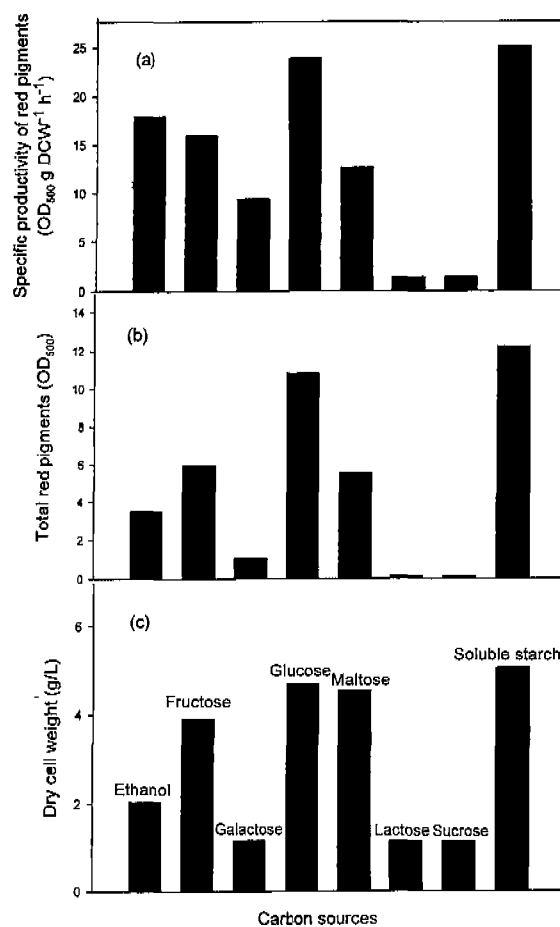 (a)
Specific productivity of red pigments
(OD500 g DCW-1 h-1)
25
20
15
10
5
0
(b)
Total red pigments (OD500)
14
12
10
8
6
4
2
0
(c)
Dry cell weight (g/L)
6
4
2
0
Ethanol
Fructose
Galactose
Glucose
Maltose
Lactose
Sucrose
Soluble starch
Carbon sources